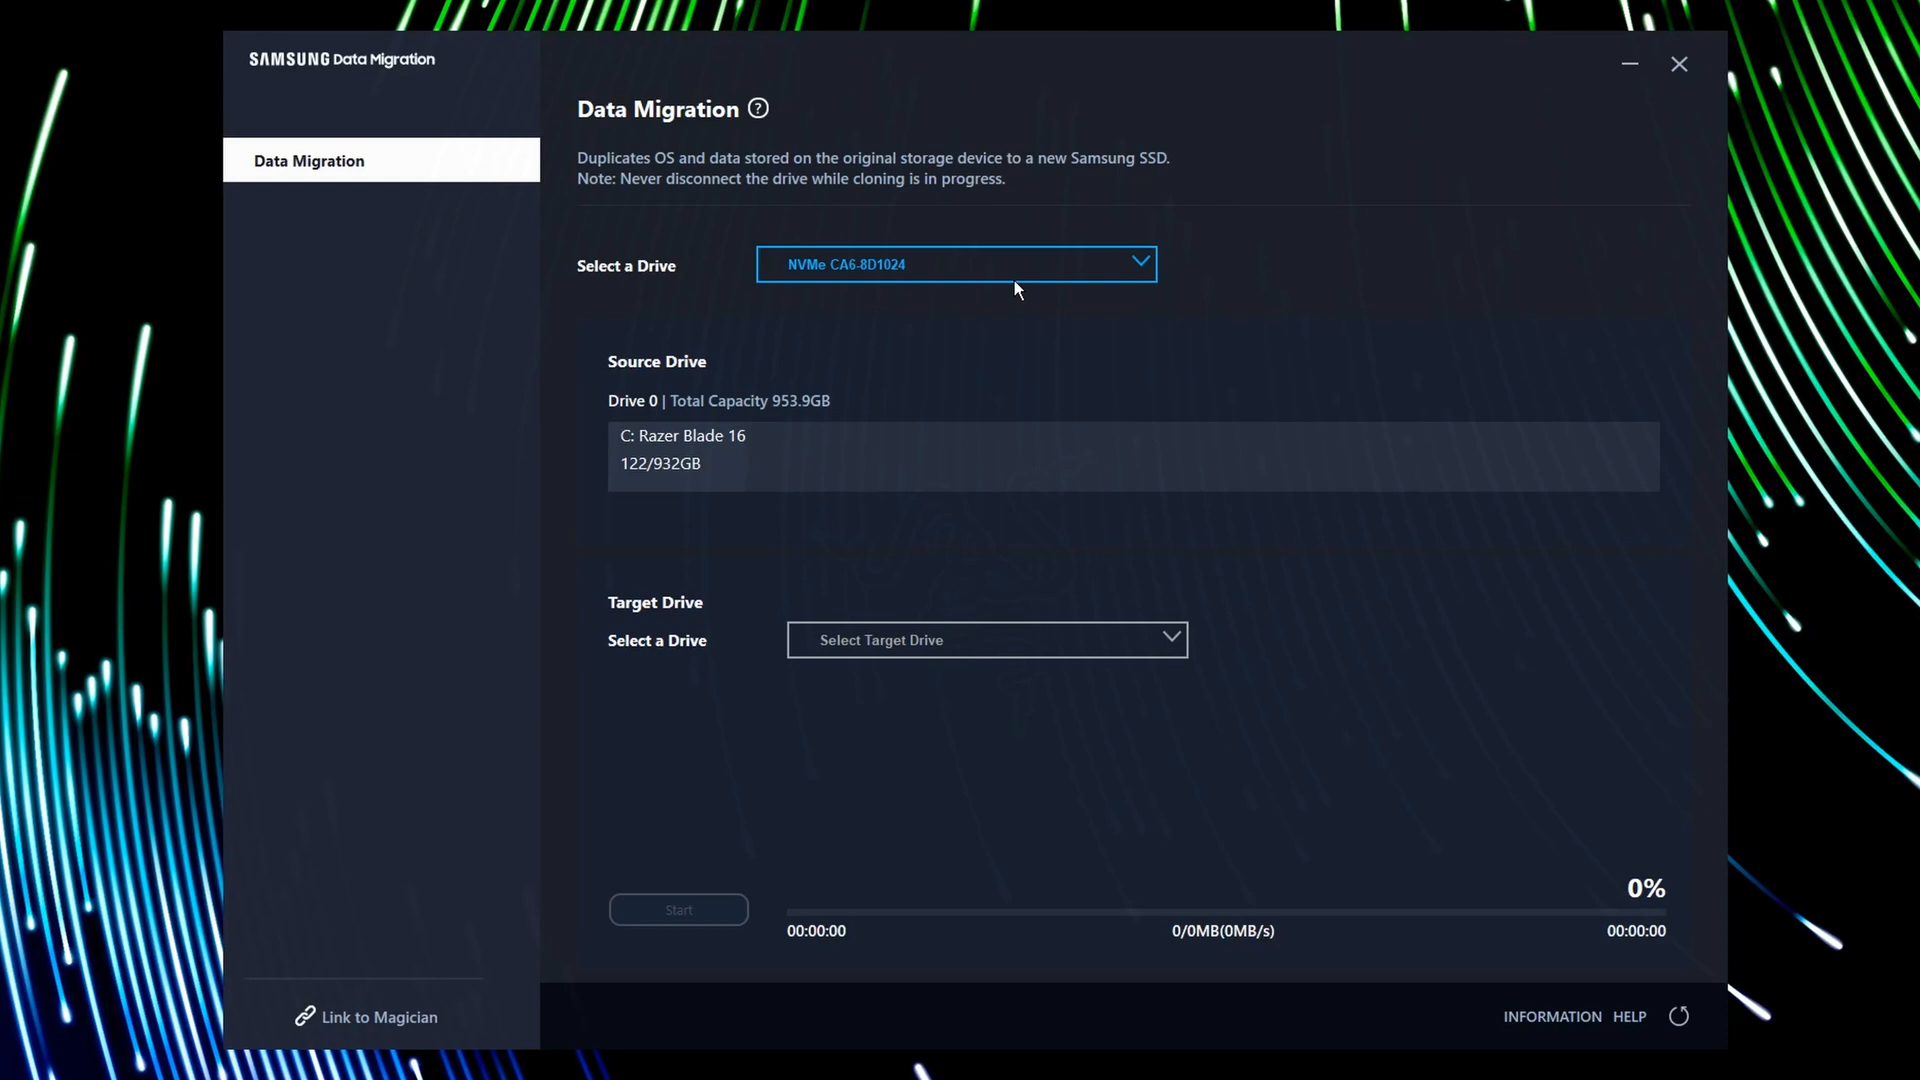 SAMSUNG Data Migration
Data Migration
Data Migration ?
Duplicates OS and data stored on the original storage device to a new Samsung SSD.
Note: Never disconnect the drive while cloning is in progress.
Select a Drive
NVMe CA6-8D1024
Source Drive
Drive 0 | Total Capacity 953.9GB
C: Razer Blade 16
122/932GB
Target Drive
Select a Drive
Select Target Drive
0%
Start
00:00:00
0/0MB(0MB/s)
00:00:00
Link to Magician
INFORMATION HELP